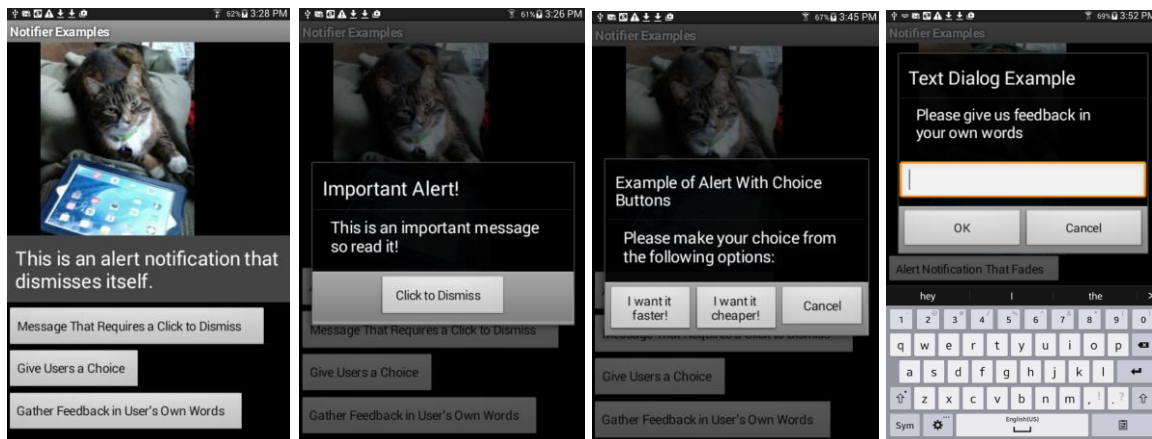 62% 3:28 PM
Notifier Examples
This is an alert notification that
dismisses itself.
Message That Requires a Click to Dismiss
Give Users a Choice
Gather Feedback in User's Own Words
61% 3:26 PM
Notifier Examples
Important Alert!
This is an important message
so read it!
Click to Dismiss
Message That Requires a Click to Dismiss
Give Users a Choice
Gather Feedback in User's Own Words
67% 3:45 PM
Notifier Examples
Example of Alert With Choice
Buttons
Please make your choice from
the following options:
I want it
faster!
I want it
cheaper!
Cancel
Message That Requires a Click to Dismiss
Give Users a Choice
Gather Feedback in User's Own Words
69% 3:52 PM
Notifier Examples
Text Dialog Example
Please give us feedback in
your own words
OK Cancel
Alert Notification That Fades
hey I the
1 2 3 4 5 6 7 8 9 0
q w e r t y u i o p
a s d f g h j k l
z x c v b n m , ! . ?
Sym English(US)